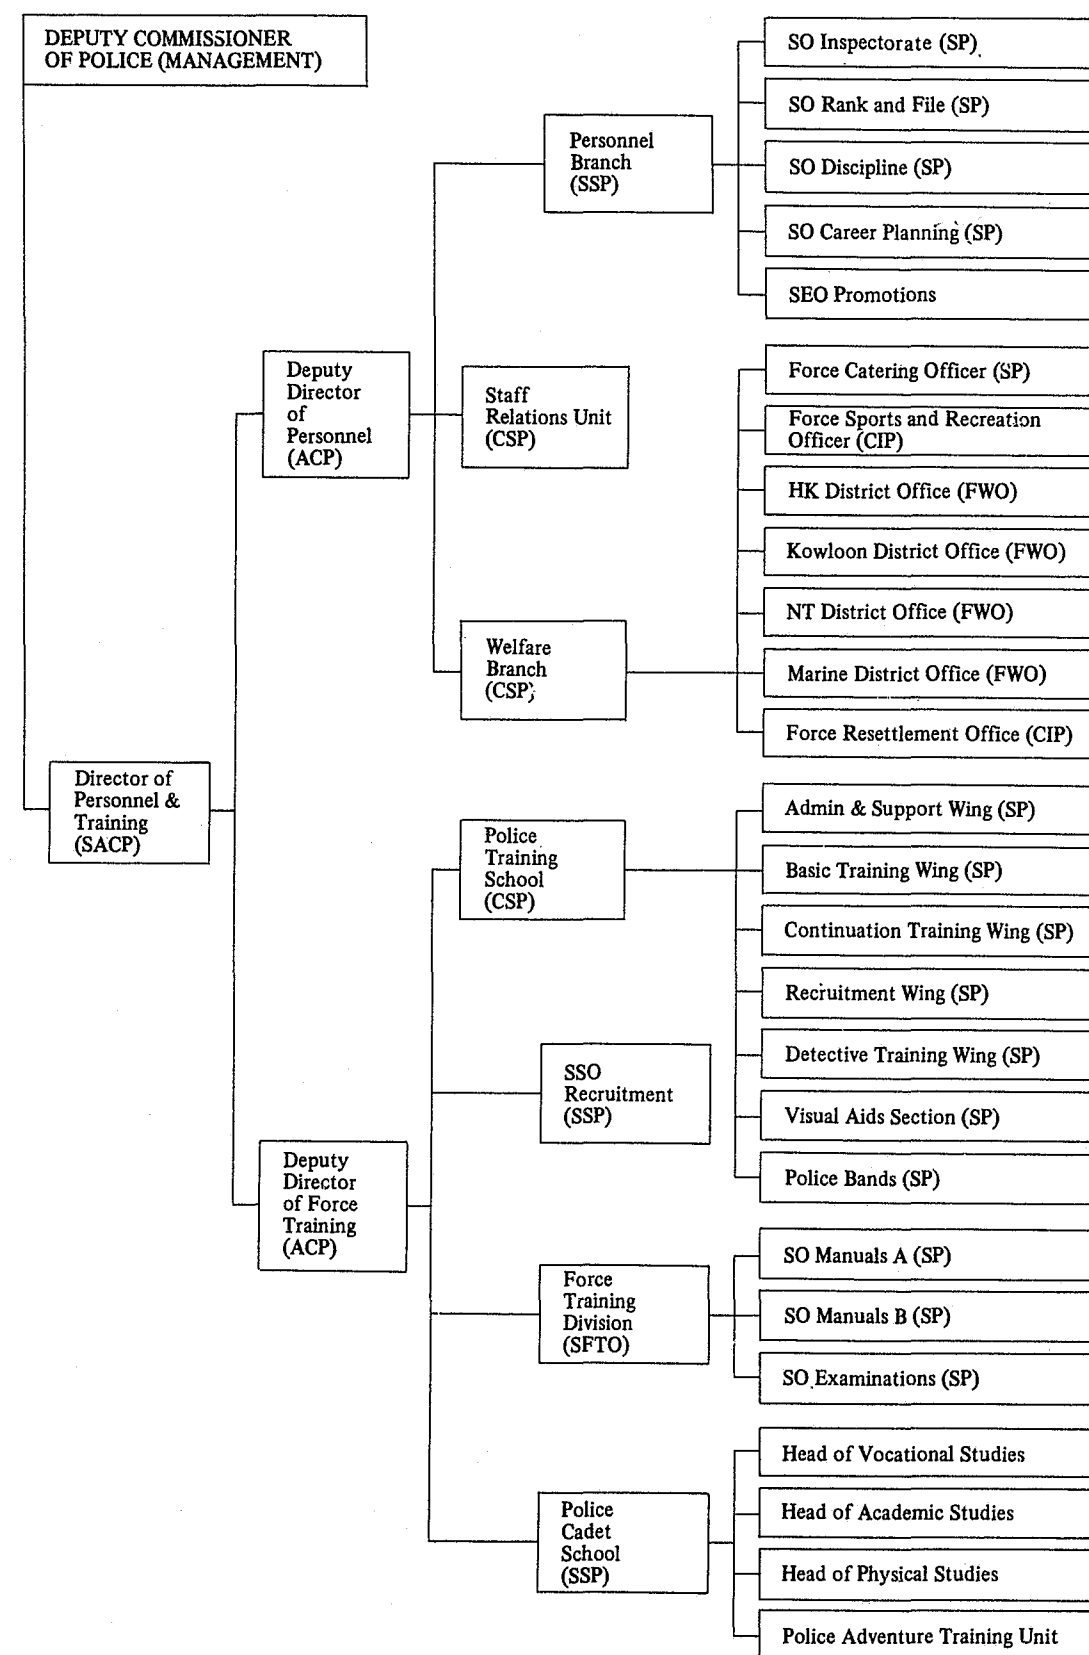 DEPUTY COMMISSIONER
OF POLICE (MANAGEMENT)
Director of
Personnel &
Training
(SACP)
Deputy
Director
of
Personnel
(ACP)
Personnel
Branch
(SSP)
SO Inspectorate (SP)
SO Rank and File (SP)
SO Discipline (SP)
SO Career Planning (SP)
SEO Promotions
Staff
Relations Unit
(CSP)
Welfare
Branch
(CSP)
Force Catering Officer (SP)
Force Sports and Recreation
Officer (CIP)
HK District Office (FWO)
Kowloon District Office (FWO)
NT District Office (FWO)
Marine District Office (FWO)
Force Resettlement Office (CIP)
Deputy
Director
of Force
Training
(ACP)
Police
Training
School
(CSP)
Admin & Support Wing (SP)
Basic Training Wing (SP)
Continuation Training Wing (SP)
Recruitment Wing (SP)
Detective Training Wing (SP)
Visual Aids Section (SP)
Police Bands (SP)
SSO
Recruitment
(SSP)
Force
Training
Division
(SFTO)
SO Manuals A (SP)
SO Manuals B (SP)
SO Examinations (SP)
Police
Cadet
School
(SSP)
Head of Vocational Studies
Head of Academic Studies
Head of Physical Studies
Police Adventure Training Unit